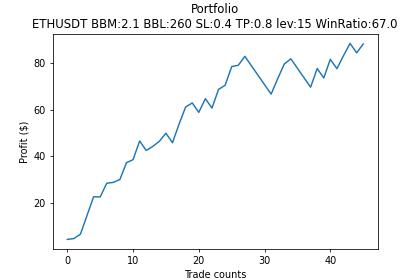 Portfolio
ETHUSDT BBM:2.1 BBL:260 SL:0.4 TP:0.8 lev:15 WinRatio:67.0
80
60
40
20
Profit ($)
0 10 20 30 40
Trade counts